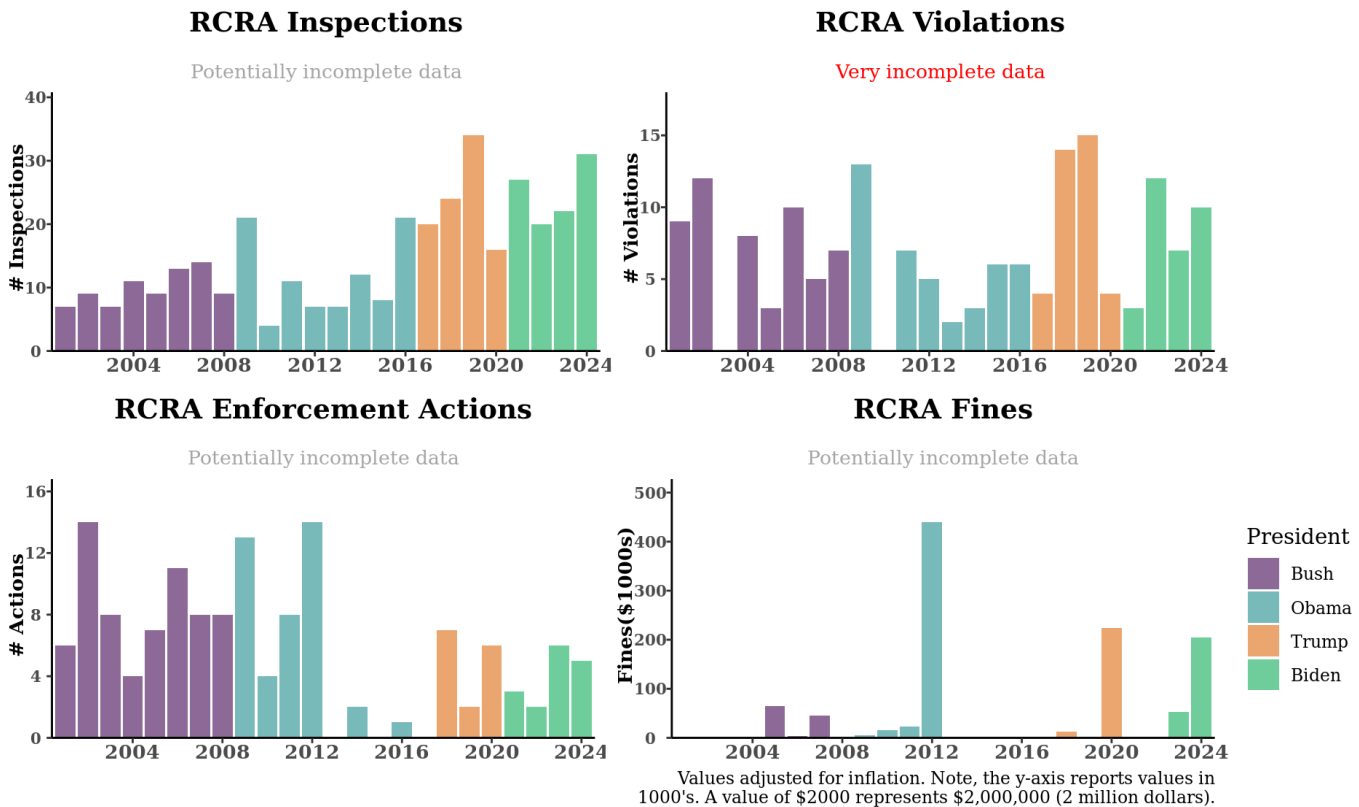 RCRA Inspections
Potentially incomplete data
# Inspections
40
30
20
10
0
2004 2008 2012 2016 2020 2024
RCRA Violations
Very incomplete data
# Violations
15
10
5
0
2004 2008 2012 2016 2020 2024
RCRA Enforcement Actions
Potentially incomplete data
# Actions
16
12
8
4
0
2004 2008 2012 2016 2020 2024
RCRA Fines
Potentially incomplete data
Fines($1000s)
500
400
300
200
100
0
2004 2008 2012 2016 2020 2024
President
Bush
Obama
Trump
Biden
Values adjusted for inflation. Note, the y-axis reports values in
1000's. A value of $2000 represents $2,000,000 (2 million dollars).